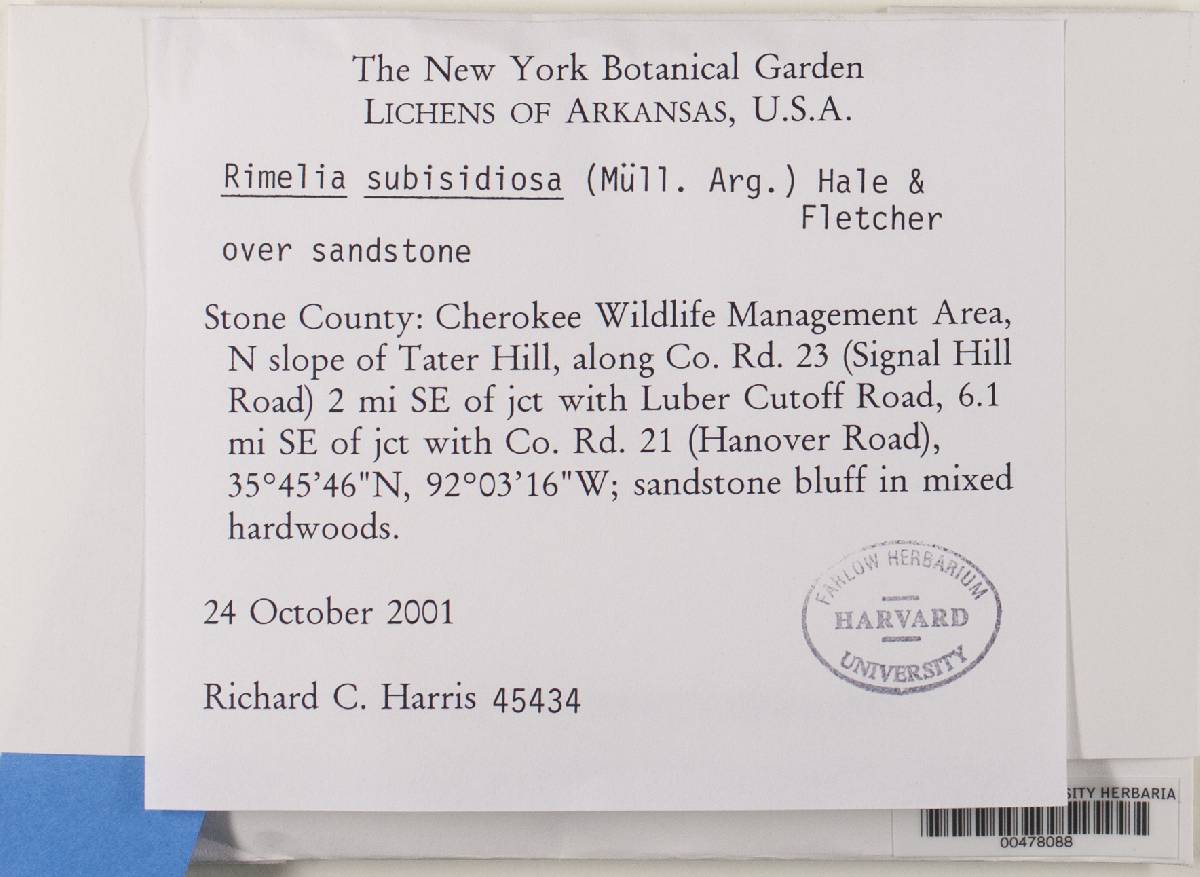 The New York Botanical Garden
LICHENS OF ARKANSAS, U.S.A.
Rimelia subisidiosa (Müll. Arg.) Hale &
Fletcher
over sandstone
Stone County: Cherokee Wildlife Management Area,
N slope of Tater Hill, along Co. Rd. 23 (Signal Hill
Road) 2 mi SE of jct with Luber Cutoff Road, 6.1
mi SE of jct with Co. Rd. 21 (Hanover Road),
35°45'46"N, 92°03'16"W; sandstone bluff in mixed
hardwoods.
FARLOW HERBARIUM
HARVARD
UNIVERSITY
24 October 2001
Richard C. Harris 45434
SITY HERBARIA
00478088